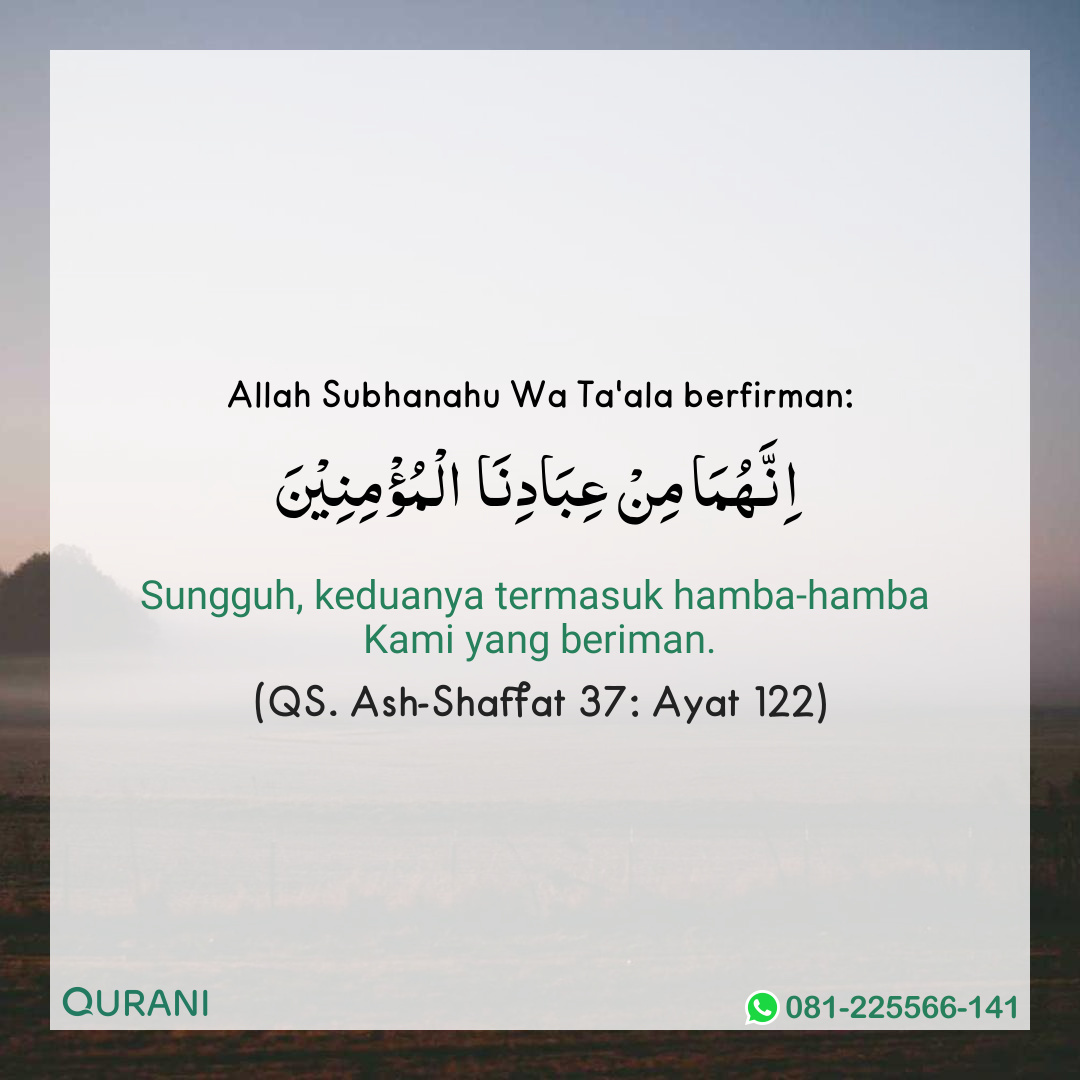 Allah Subhanahu Wa Ta'ala berfirman:
اِنَّهُمَا مِنْ عِبَادِنَا الْمُؤْمِنِيْنَ
Sungguh, keduanya termasuk hamba-hamba
Kami yang beriman.
(QS. Ash-Shaffat 37: Ayat 122)
QURANI
081-225566-141